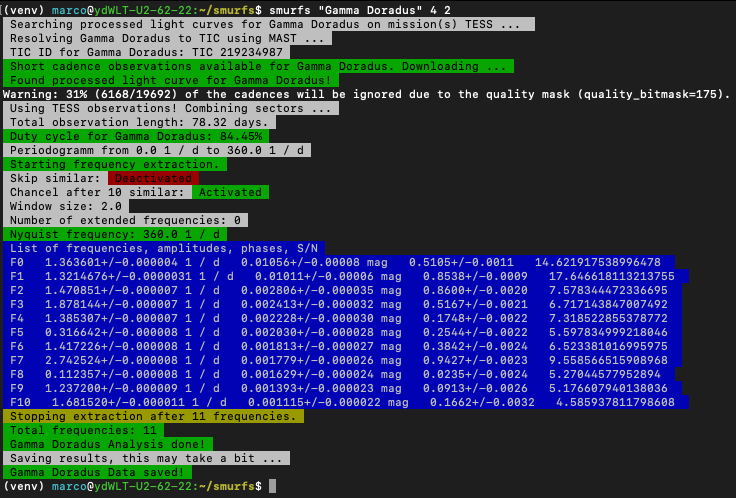 (venv) marco@ydWLT-U2-62-22:~/smurfs$ smurfs "Gamma Doradus" 4 2
Searching processed light curves for Gamma Doradus on mission(s) TESS ...
Resolving Gamma Doradus to TIC using MAST ...
TIC ID for Gamma Doradus: TIC 219234987
Short cadence observations available for Gamma Doradus. Downloading ...
Found processed light curve for Gamma Doradus!
Warning: 31% (6168/19692) of the cadences will be ignored due to the quality mask (quality_bitmask=175).
Using TESS observations! Combining sectors ...
Total observation length: 78.32 days.
Duty cycle for Gamma Doradus: 84.45%
Periodogramm from 0.0 1 / d to 360.0 1 / d
Starting frequency extraction.
Skip similar: Deactivated
Chancel after 10 similar: Activated
Window size: 2.0
Number of extended frequencies: 0
Nyquist frequency: 360.0 1 / d
List of frequencies, amplitudes, phases, S/N
F0 1.363601+/-0.000004 1 / d 0.01056+/-0.00008 mag 0.5105+/-0.0011 14.621917538996478
F1 1.3214676+/-0.0000031 1 / d 0.01011+/-0.00006 mag 0.8538+/-0.0009 17.646618113213755
F2 1.470851+/-0.000007 1 / d 0.002806+/-0.000035 mag 0.8600+/-0.0020 7.578344472336695
F3 1.878144+/-0.000007 1 / d 0.002413+/-0.000032 mag 0.5167+/-0.0021 6.717143847007492
F4 1.385307+/-0.000007 1 / d 0.002228+/-0.000030 mag 0.1748+/-0.0022 7.318522855378772
F5 0.316642+/-0.000008 1 / d 0.002030+/-0.000028 mag 0.2544+/-0.0022 5.597834999218046
F6 1.417226+/-0.000008 1 / d 0.001813+/-0.000027 mag 0.3842+/-0.0024 6.523381016995975
F7 2.742524+/-0.000007 1 / d 0.001779+/-0.000026 mag 0.9427+/-0.0023 9.558566515908968
F8 0.112357+/-0.000008 1 / d 0.001629+/-0.000024 mag 0.0235+/-0.0024 5.27044577952894
F9 1.237200+/-0.000009 1 / d 0.001393+/-0.000023 mag 0.0913+/-0.0026 5.176607940138036
F10 1.681520+/-0.000011 1 / d 0.001115+/-0.000022 mag 0.1662+/-0.0032 4.585937811798608
Stopping extraction after 11 frequencies.
Total frequencies: 11
Gamma Doradus Analysis done!
Saving results, this may take a bit ...
Gamma Doradus Data saved!
(venv) marco@ydWLT-U2-62-22:~/smurfs$